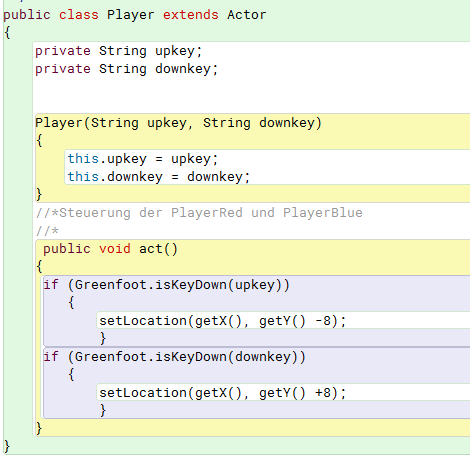 public class Player extends Actor
{
    private String upkey;
    private String downkey;
    Player(String upkey, String downkey)
    {
        this.upkey = upkey;
        this.downkey = downkey;
    }
    //*Steuerung der PlayerRed und PlayerBlue
    //*
     public void act()
    {
     if (Greenfoot.isKeyDown(upkey))
        {
            setLocation(getX(), getY() -8);
            }
     if (Greenfoot.isKeyDown(downkey))
        {
            setLocation(getX(), getY() +8);
            }
    }
}